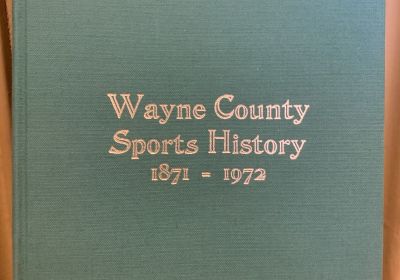 Wayne County
Sports History
1871 = 1972